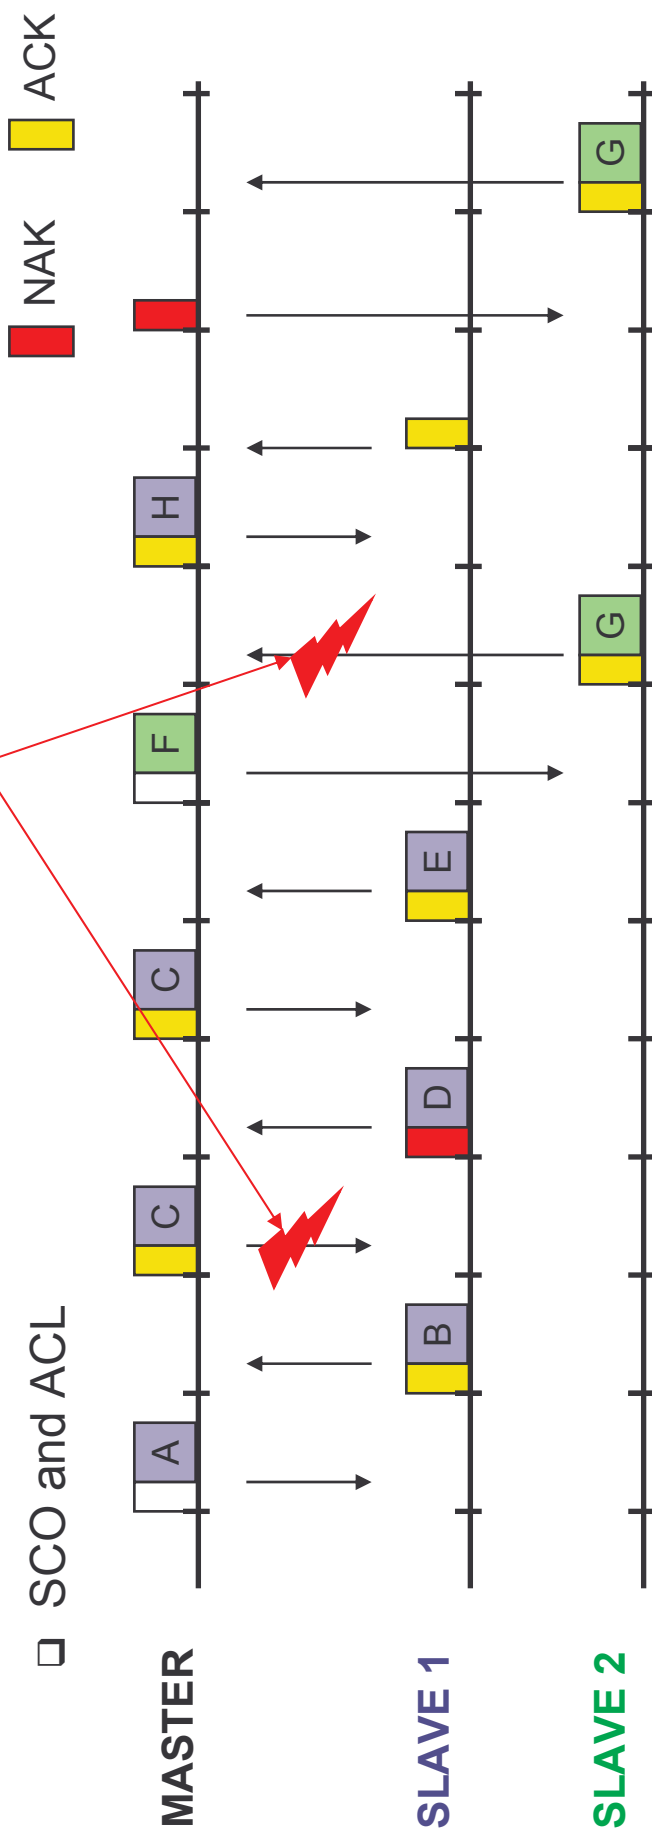 NAK ACK
❒ SCO and ACL
MASTER
A C C F H
SLAVE 1
B D E
SLAVE 2
G G